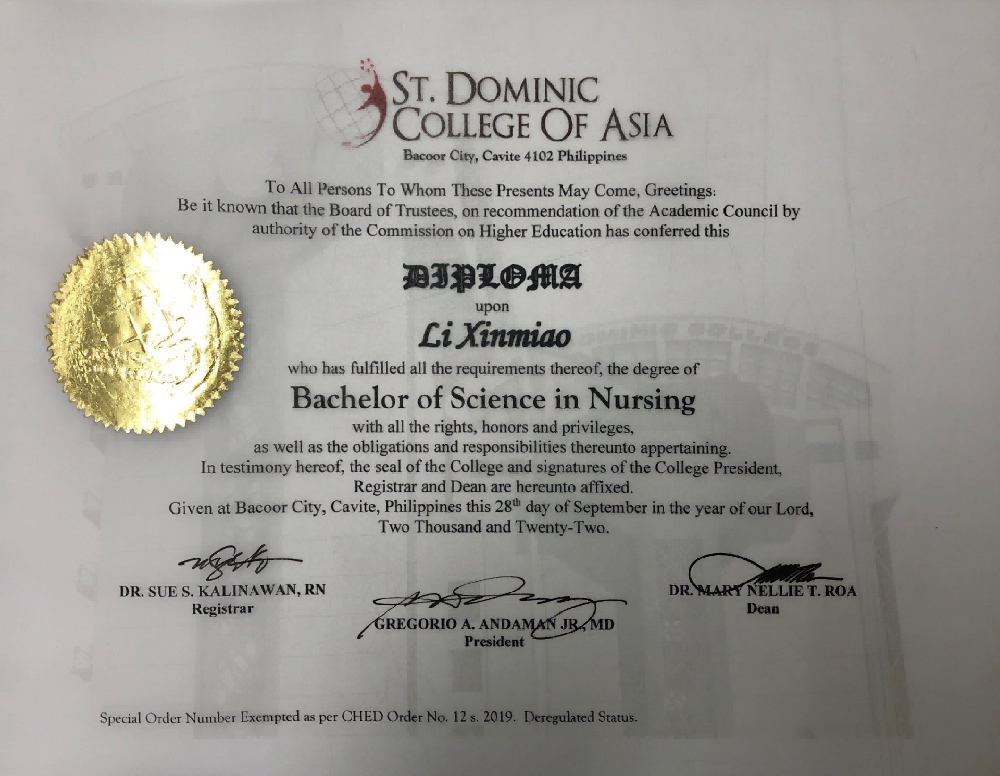 ST. DOMINIC
COLLEGE OF ASIA
Bacoor City, Cavite 4102 Philippines
To All Persons To Whom These Presents May Come, Greetings:
Be it known that the Board of Trustees, on recommendation of the Academic Council by
authority of the Commission on Higher Education has conferred this
DIPLOMA
upon
Li Xinmiao
who has fulfilled all the requirements thereof, the degree of
Bachelor of Science in Nursing
with all the rights, honors and privileges,
as well as the obligations and responsibilities thereunto appertaining.
In testimony hereof, the seal of the College and signatures of the College President,
Registrar and Dean are hereunto affixed.
Given at Bacoor City, Cavite, Philippines this 28th day of September in the year of our Lord,
Two Thousand and Twenty-Two.
DR. SUE S. KALINAWAN, RN
Registrar
DR. MARY NELLIE T. ROA
Dean
GREGORIO A. ANDAMAN JR., MD
President
Special Order Number Exempted as per CHED Order No. 12 s. 2019. Deregulated Status.